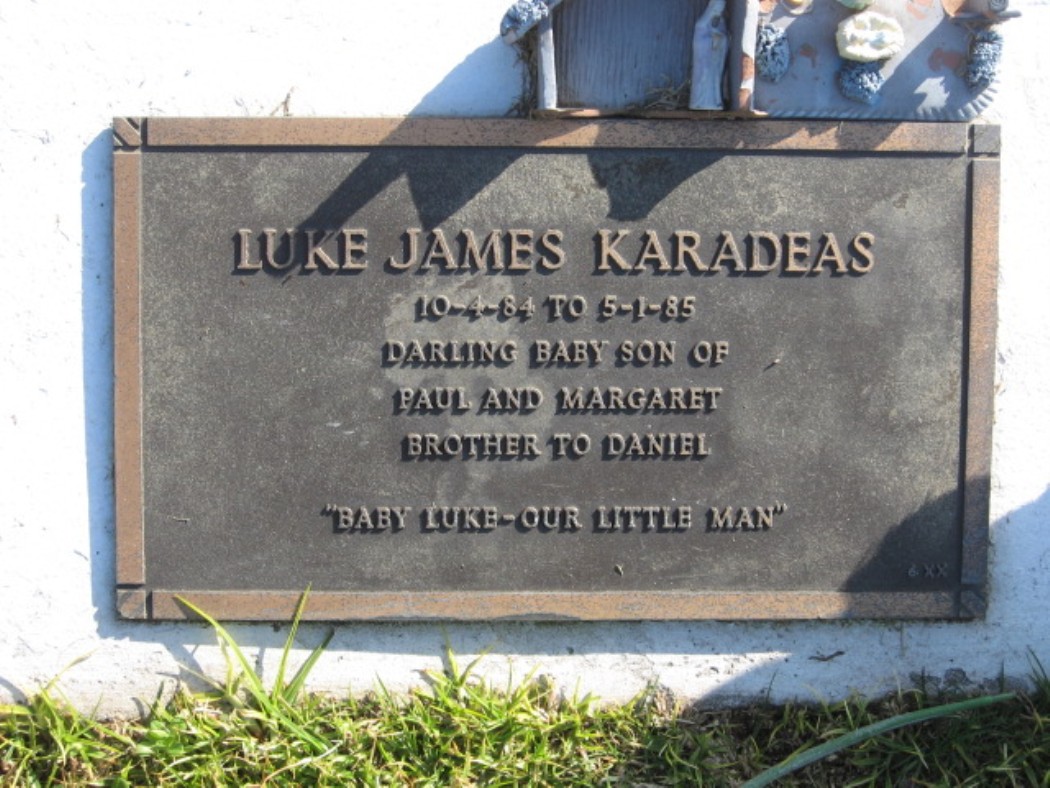 LUKE JAMES KARADEAS
10-4-84 TO 5-1-85
DARLING BABY SON OF
PAUL AND MARGARET
BROTHER TO DANIEL
"BABY LUKE-OUR LITTLE MAN"